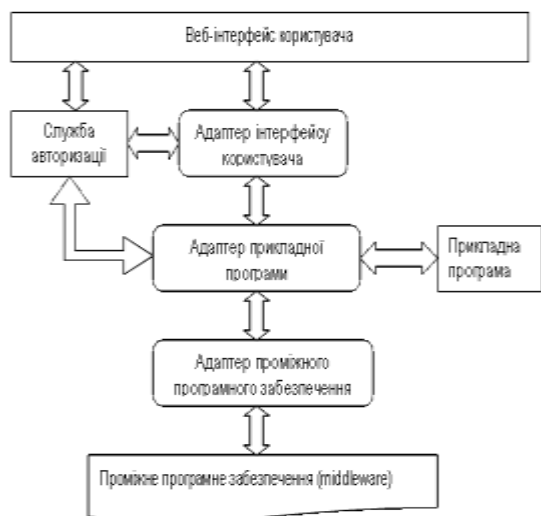 Веб-інтерфейс користувача
Служба
авторизації
Адаптер інтерфейсу
користувача
Адаптер прикладної
програми
Прикладна
програма
Адаптер проміжного
програмного забезпечення
Проміжне програмне забезпечення (middleware)